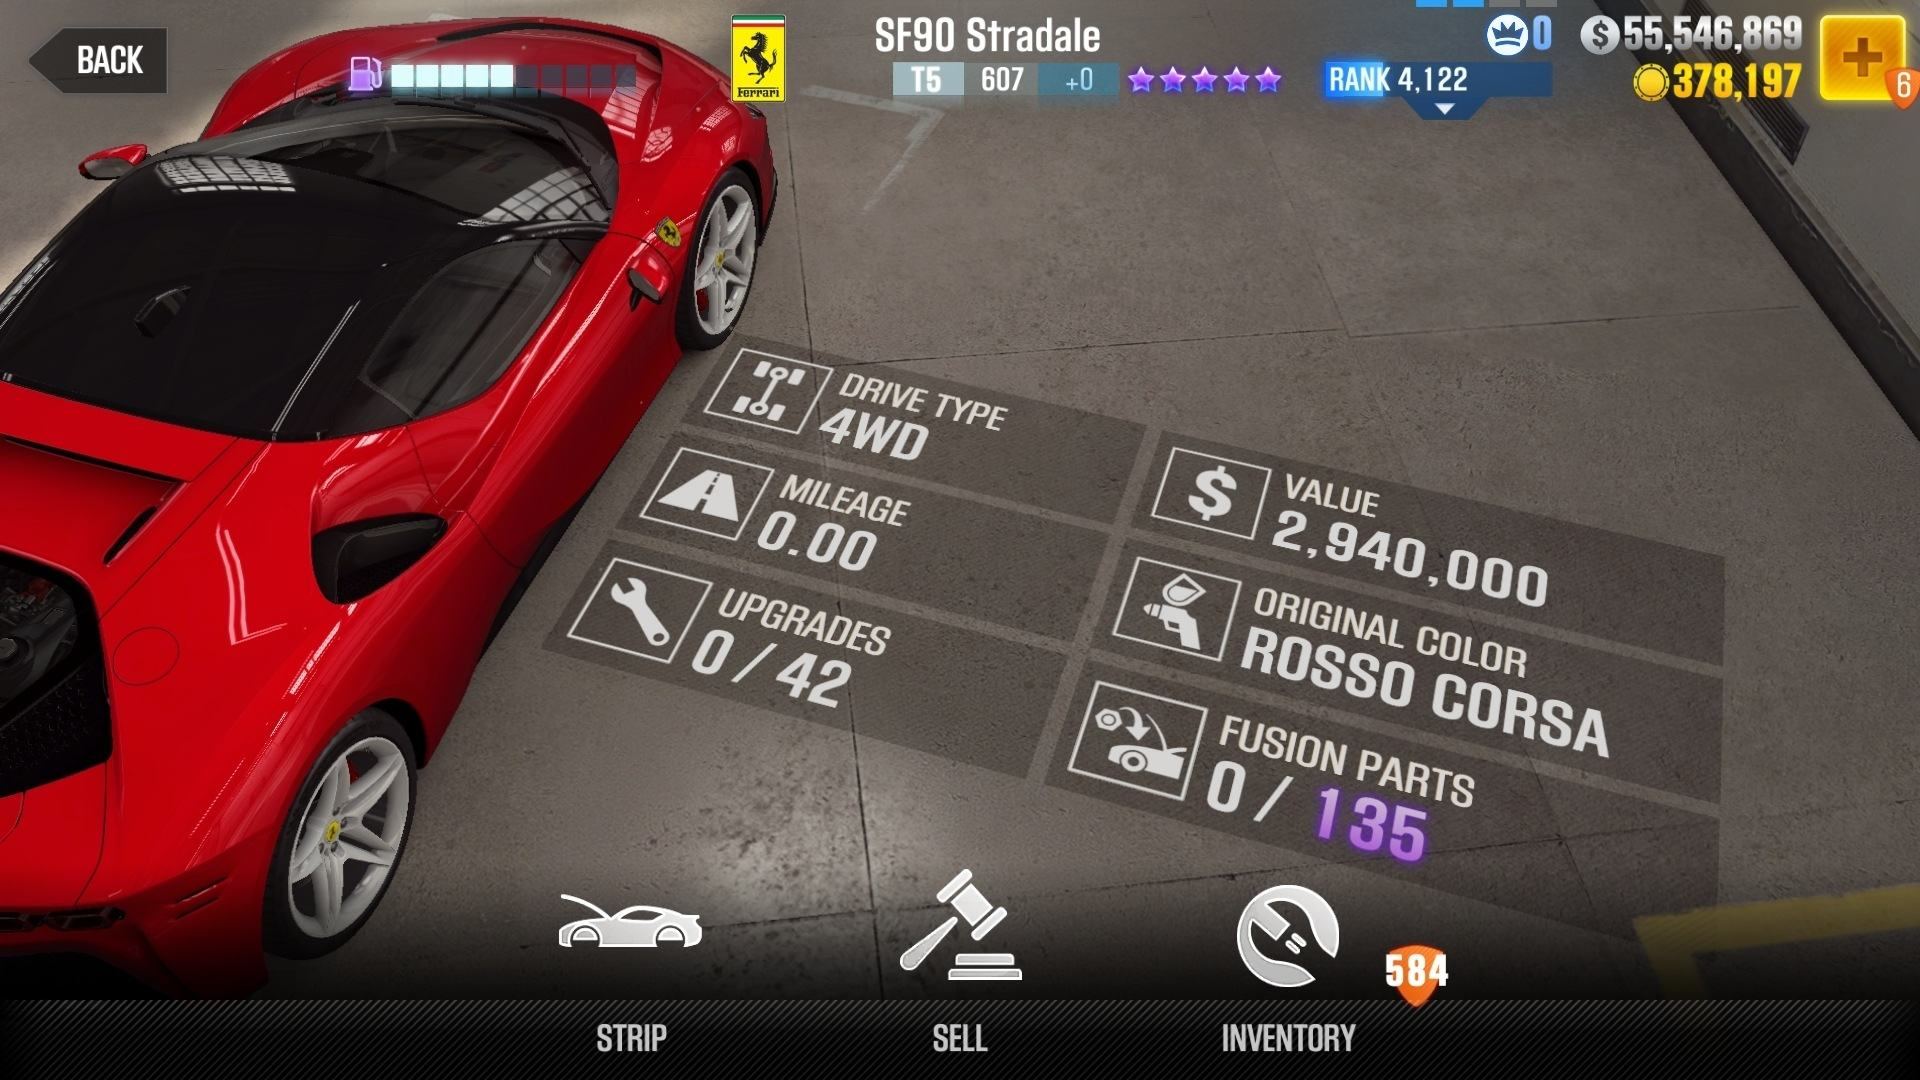 BACK
Ferrari
SF90 Stradale
T5 607 +0
RANK 4,122
0
$ 55,546,869
378,197
+
6
DRIVE TYPE
4WD
MILEAGE
0.00
UPGRADES
0 / 42
$
VALUE
2,940,000
ORIGINAL COLOR
ROSSO CORSA
FUSION PARTS
0 / 135
584
STRIP
SELL
INVENTORY